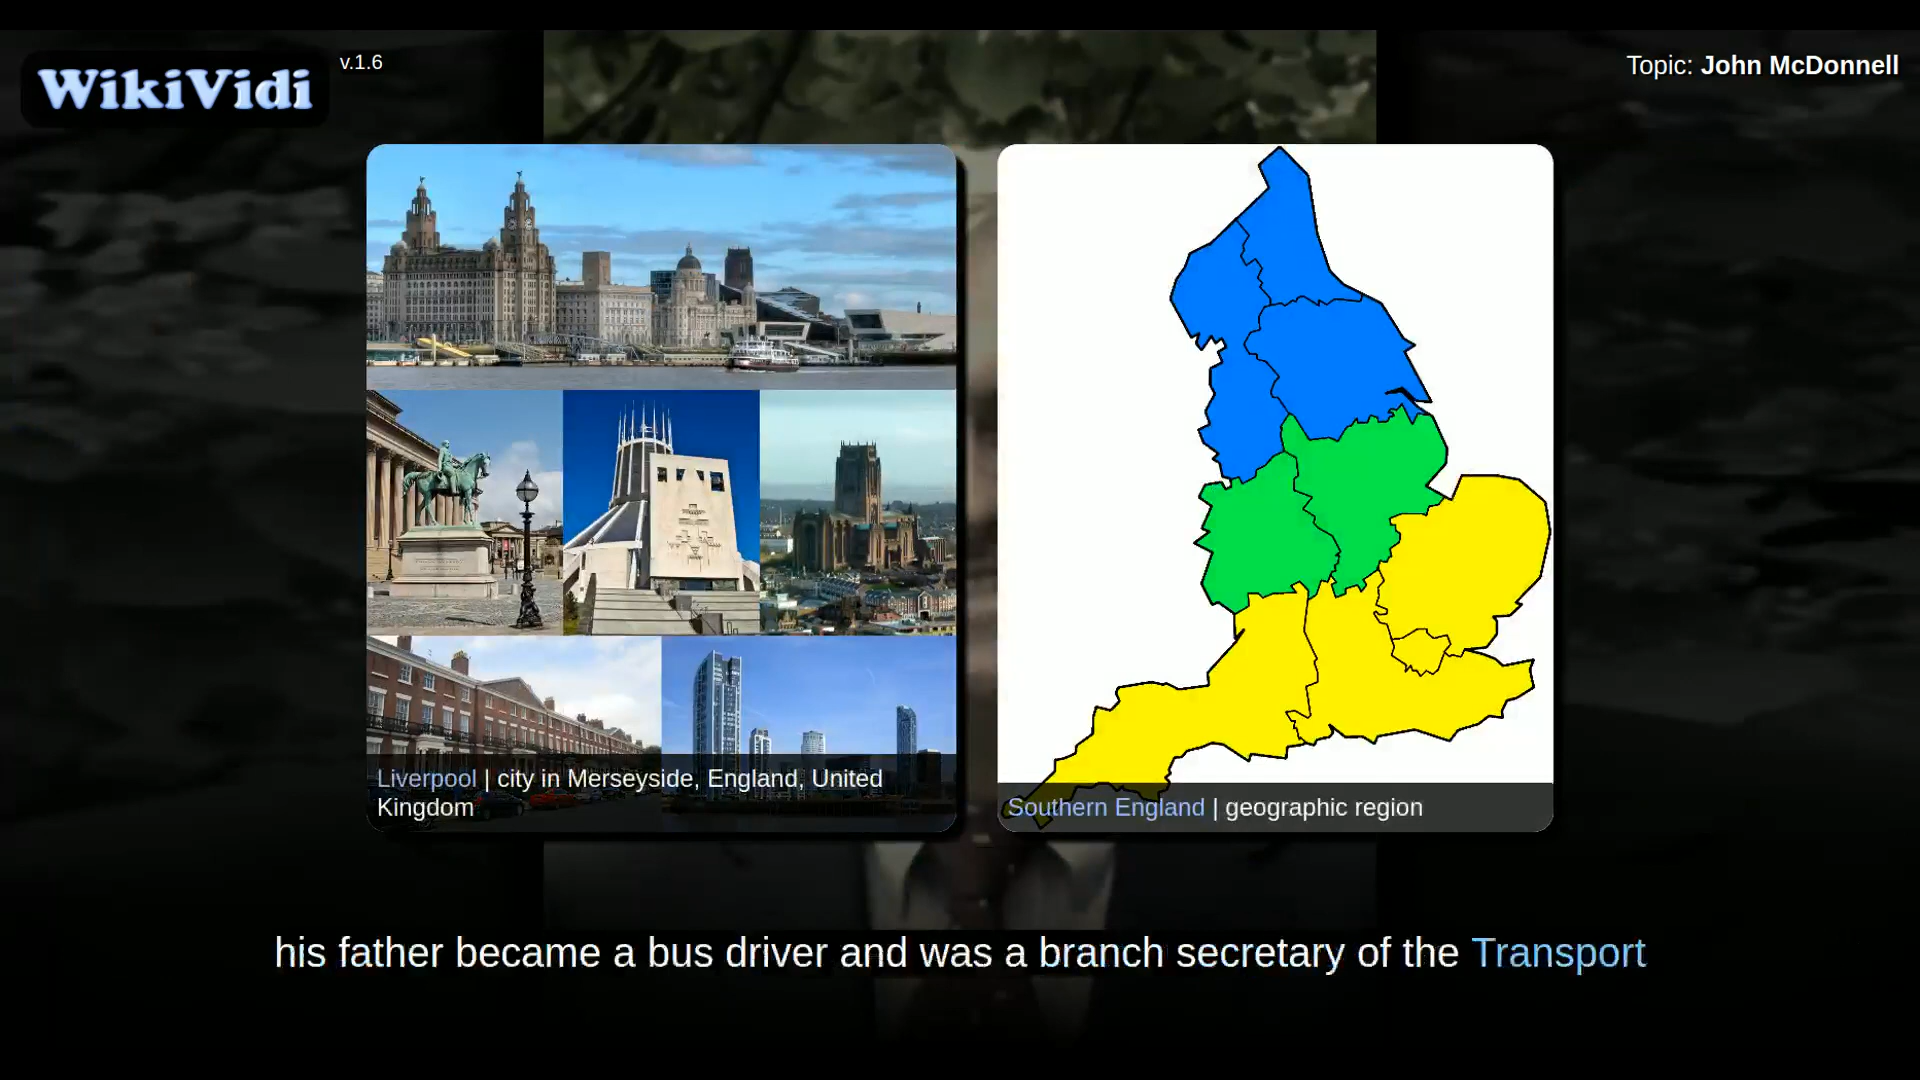 WikiVidi
v.1.6
Topic: John McDonnell
Liverpool | city in Merseyside, England, United
Kingdom
Southern England | geographic region
his father became a bus driver and was a branch secretary of the Transport